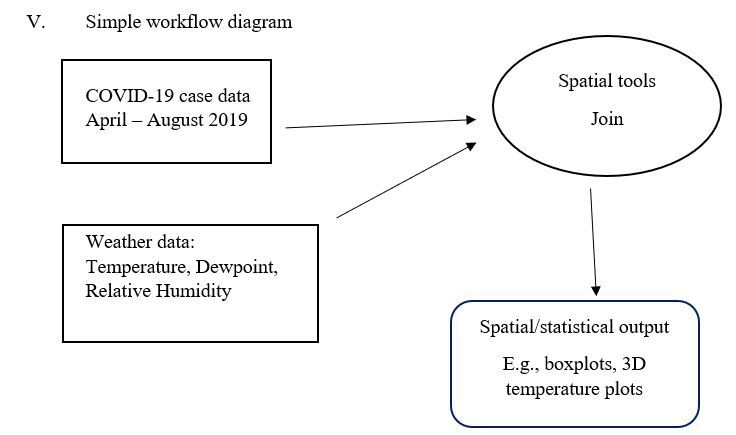 V. Simple workflow diagram
COVID-19 case data
April – August 2019
Spatial tools
Join
Weather data:
Temperature, Dewpoint,
Relative Humidity
Spatial/statistical output
E.g., boxplots, 3D
temperature plots